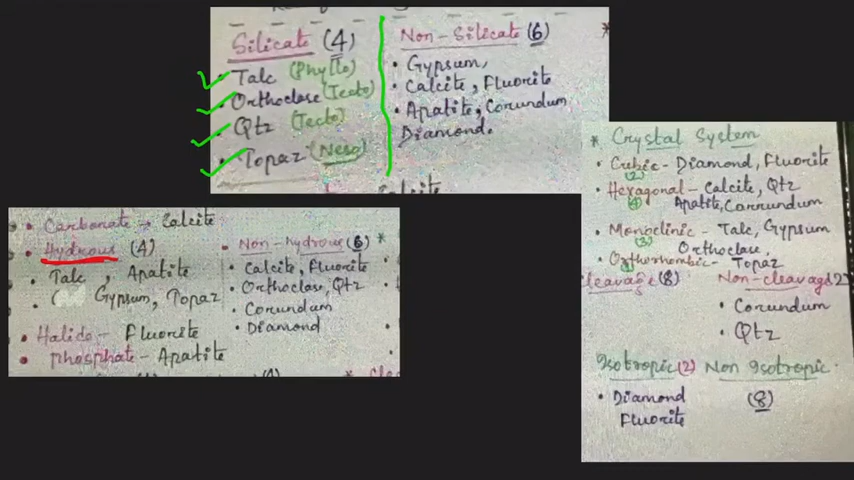 Silicate (4)
• Talc (Phyllo)
• Orthoclase (Tecto)
• Qtz (Tecto)
• Topaz (Neso)
Non-Silicate (6)
• Gypsum,
• Calcite, Fluorite
• Apatite, Corundum
Diamond.
*
Calcite
• Carbonate → Calcite
• Hydrous (4)
• Talc, Apatite
• Gypsum, Topaz
• Halide - Fluorite
• phosphate - Apatite
• Non-hydrous (6) *
• Calcite, Fluorite
• Orthoclase, Qtz
• Corundum
• Diamond
* Crystal System
• Cubic - Diamond, Fluorite
(2)
• Hexagonal - Calcite, Qtz
(4) Apatite, Corrundum
• Monoclinic - Talc, Gypsum
(3) Orthoclase,
• Orthorhombic - Topaz
(1)
cleavage (8)
Non-cleavage 2
• Corundum
• Qtz
Isotropic (2) Non Isotropic.
• Diamond (8)
Fluorite